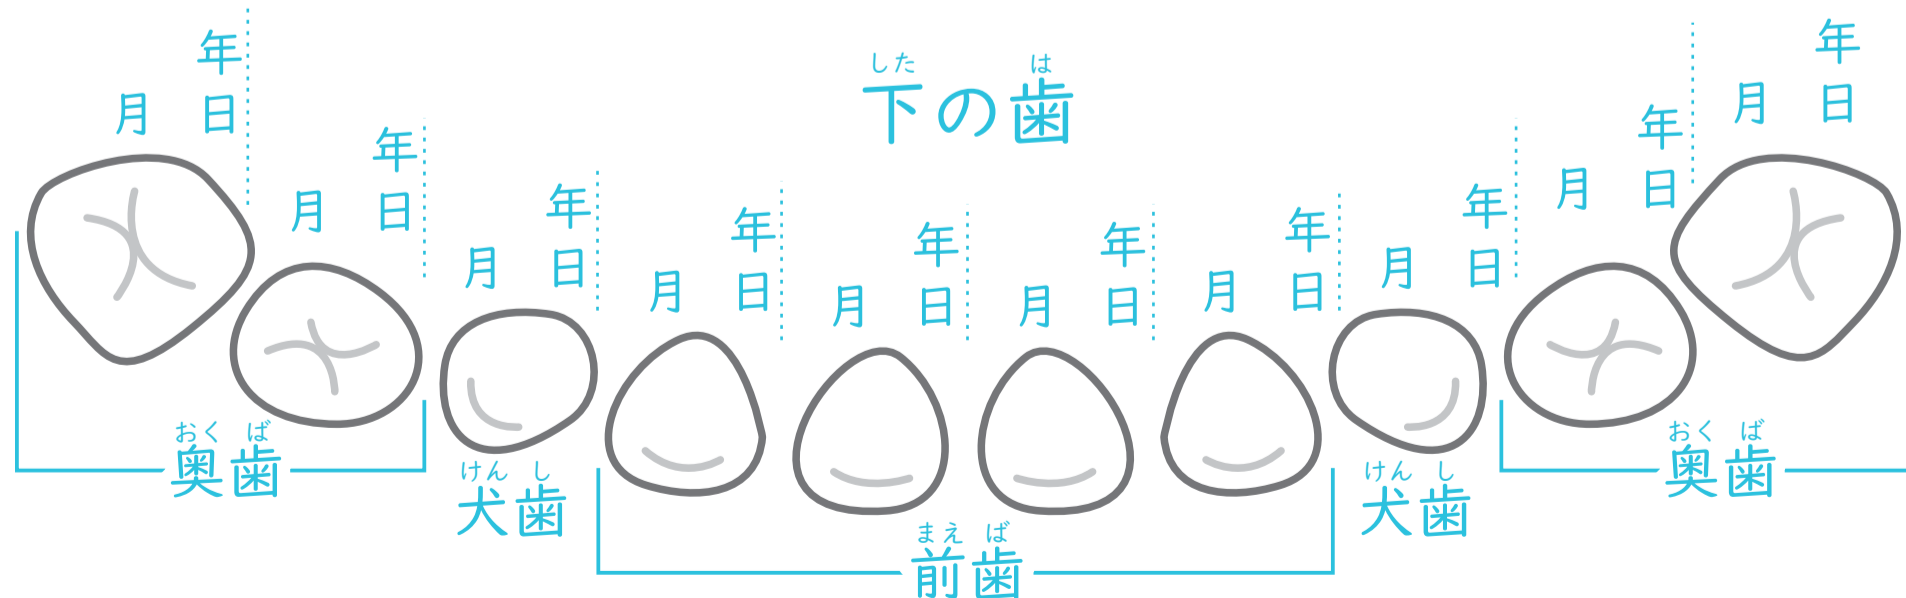 した は
下の歯
年
月 日
年
月 日
年
月 日
年
月 日
年
月 日
年
月 日
年
月 日
年
月 日
年
月 日
年
月 日
おく ば
奥歯
けん し
犬歯
まえ ば
前歯
けん し
犬歯
おく ば
奥歯